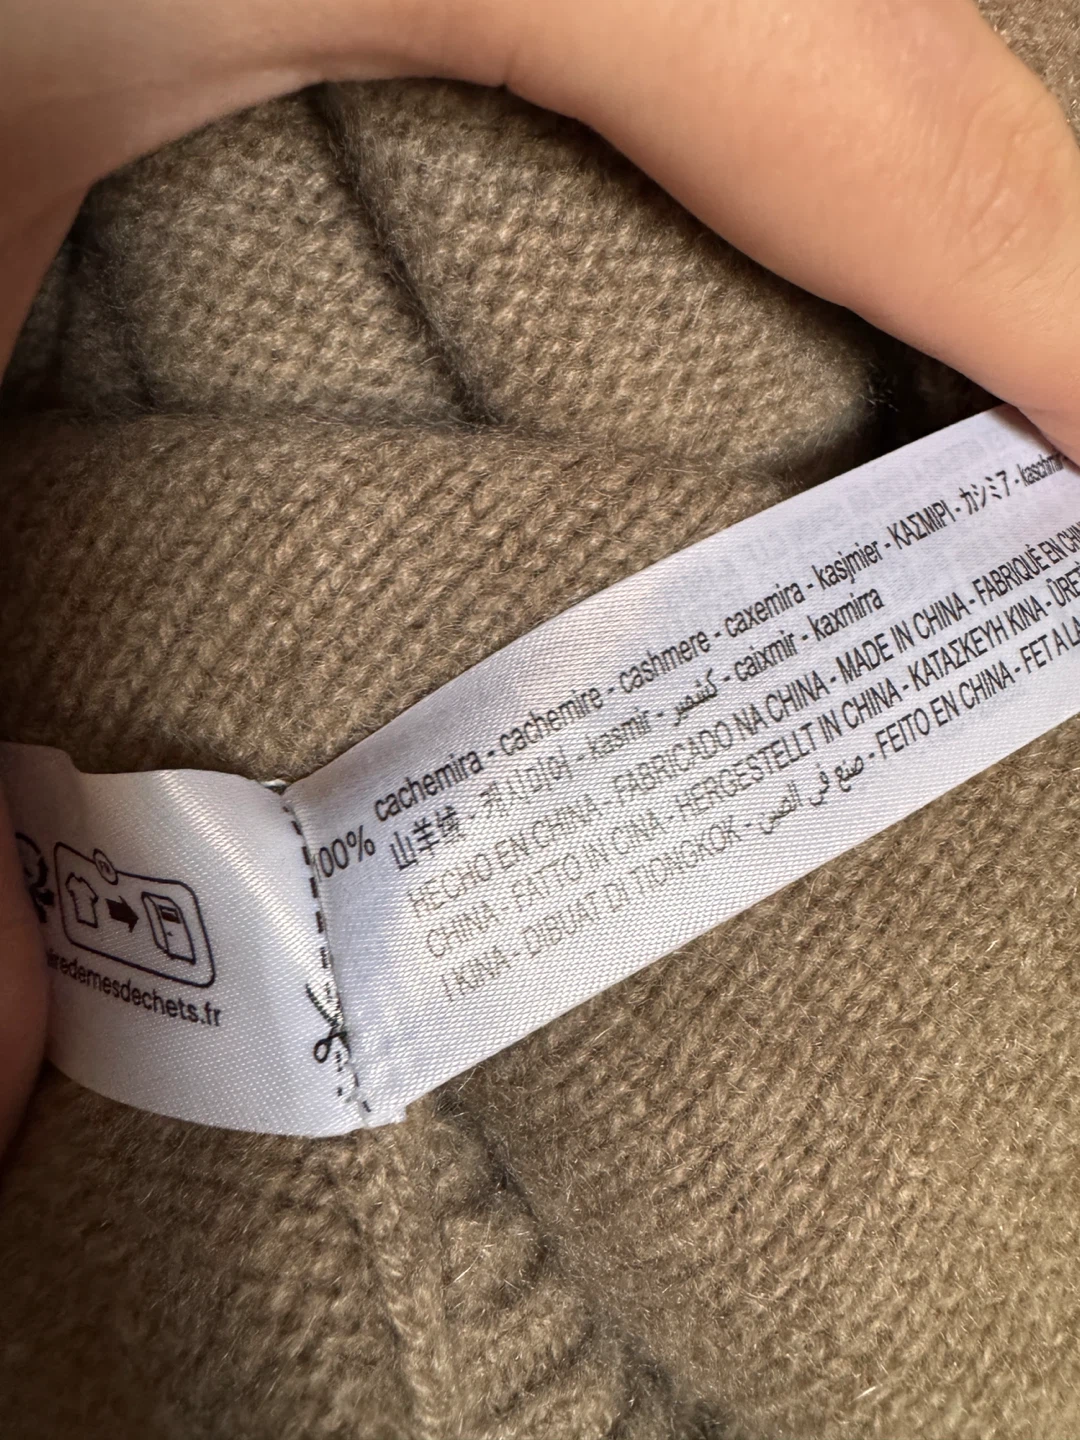 100% cachemira - cachemire - cashmere - caxemira - kasjmier - ΚΑΣΜΙΡΙ - カシミア - kaschmir
山羊绒 - 캐시미어 - kasmir - كشمير - caixmir - kaxmirra
HECHO EN CHINA - FABRICADO NA CHINA - MADE IN CHINA - FABRIQUÉ EN
CHINA - FATTO IN CINA - HERGESTELLT IN CHINA - ΚΑΤΑΣΚΕΥΗ ΚΙΝΑ -
I KINA - DIBUAT DI TIONGKOK - صنع في الصين - FEITO EN CHINA - FET A LA
FR
redemesdechets.fr